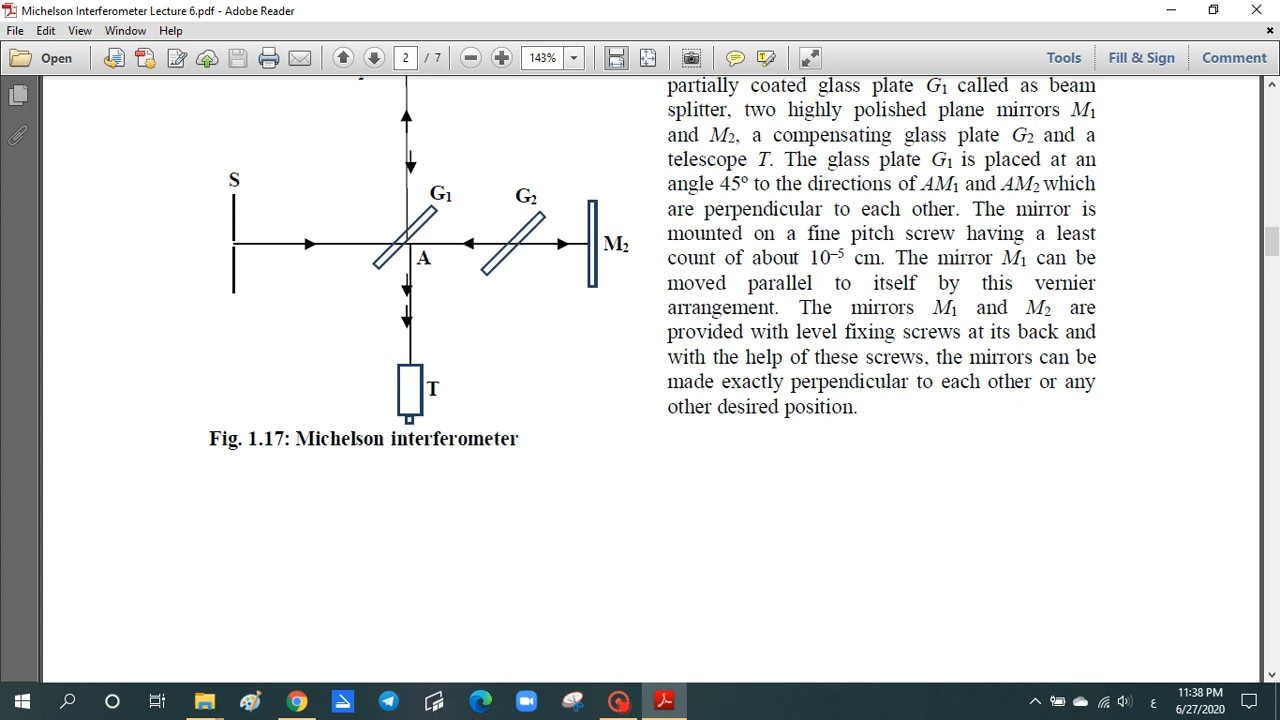 Michelson Interferometer Lecture 6.pdf - Adobe Reader
File Edit View Window Help
Open 2 / 7 143% Tools Fill & Sign Comment
partially coated glass plate G1 called as beam
splitter, two highly polished plane mirrors M1
and M2, a compensating glass plate G2 and a
telescope T. The glass plate G1 is placed at an
angle 45º to the directions of AM1 and AM2 which
are perpendicular to each other. The mirror is
mounted on a fine pitch screw having a least
count of about 10–5 cm. The mirror M1 can be
moved parallel to itself by this vernier
arrangement. The mirrors M1 and M2 are
provided with level fixing screws at its back and
with the help of these screws, the mirrors can be
made exactly perpendicular to each other or any
other desired position.
S
G1
G2
M2
A
T
Fig. 1.17: Michelson interferometer
ع
11:38 PM
6/27/2020